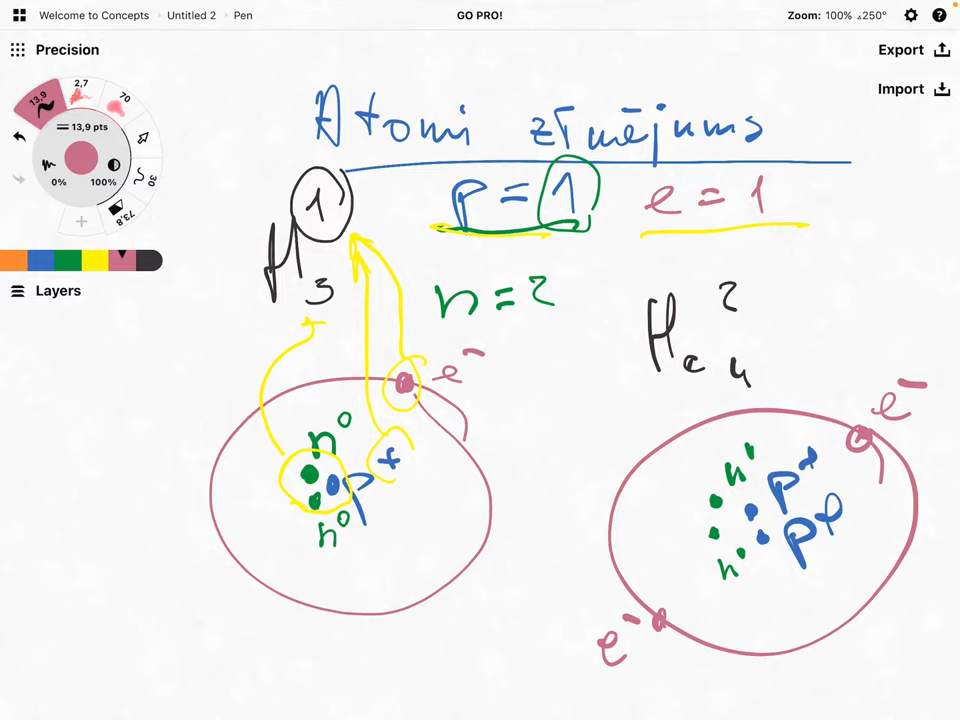 Welcome to Concepts › Untitled 2 › Pen
GO PRO!
Zoom: 100% ⊿250°
Precision
Export
Import
13,9
2,7
70
13,9 pts
0%
100%
30
73,8
Layers
Atomi zīmējums
H 1 3
p = 1
e = 1
n = 2
He 2 4
e⁻
n⁰
p⁺
n⁰
e⁻
n⁰
p⁺
p⁺
n⁰
e⁻